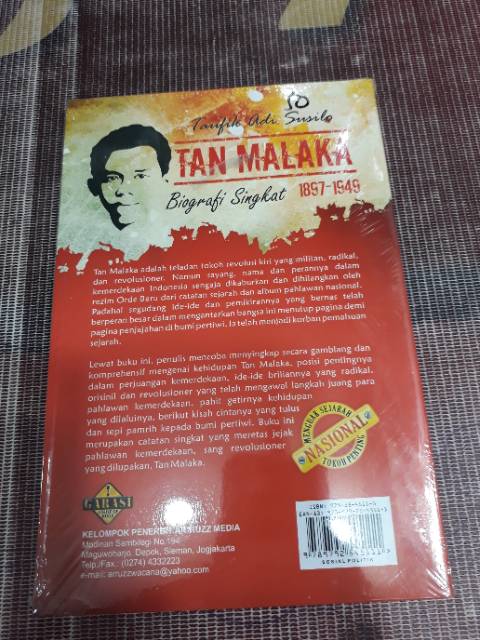 50
Taufik Adi Susilo
TAN MALAKA
Biografi Singkat 1897-1949
Tan Malaka adalah teladan tokoh revolusi kiri yang militan, radikal,
dan revolusioner. Namun sayang, nama dan perannya dalam
kemerdekaan Indonesia sengaja dikaburkan dan dihilangkan oleh
rezim Orde Baru dari catatan sejarah dan album pahlawan nasional.
Padahal segudang ide-ide dan pemikirannya yang bernas telah
berperan besar dalam mengantarkan bangsa ini menutup pagina demi
pagina penjajahan di bumi pertiwi. Ia telah menjadi korban
sejarah.
Lewat buku ini, penulis mencoba menyingkap secara gamblang dan
komprehensif mengenai kehidupan Tan Malaka, posisi pentingnya
dalam perjuangan kemerdekaan, ide-ide briliannya yang radikal,
orisinil dan revolusioner yang telah mengawal langkah juang para
pahlawan kemerdekaan, pahit getirnya kehidupan
yang dilaluinya, berikut kisah cintanya yang tulus
dan sepi pamrih kepada bumi pertiwi. Buku ini
merupakan catatan singkat yang meretas jejak
pahlawan kemerdekaan, sang revolusioner
yang dilupakan, Tan Malaka.
MENGUAK SEJARAH
NASIONAL
TOKOH PENTING
GARASI
KELOMPOK PENERBIT AR-RUZZ MEDIA
Sambilegi No.
Maguwoharjo, Depok, Sleman, Jogjakarta
Telp./Fax.: (0274) 4332223
e-mail: arruzzwacana@yahoo.com
SOSIAL POLITIK